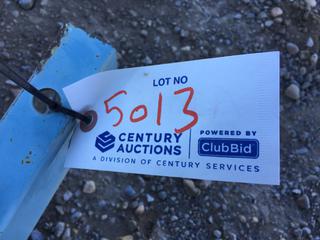 LOT NO
5013
CENTURY
AUCTIONS
POWERED BY
ClubBid
A DIVISION OF CENTURY SERVICES